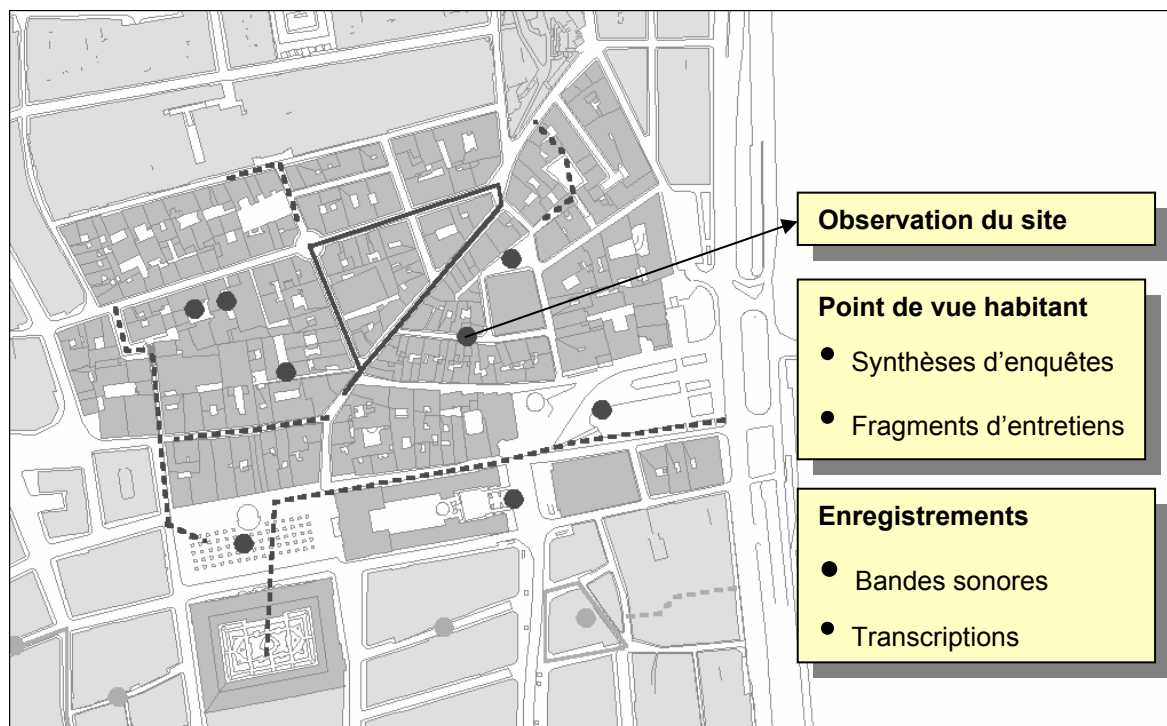 Observation du site
Point de vue habitant
• Synthèses d’enquêtes
• Fragments d’entretiens
Enregistrements
• Bandes sonores
• Transcriptions